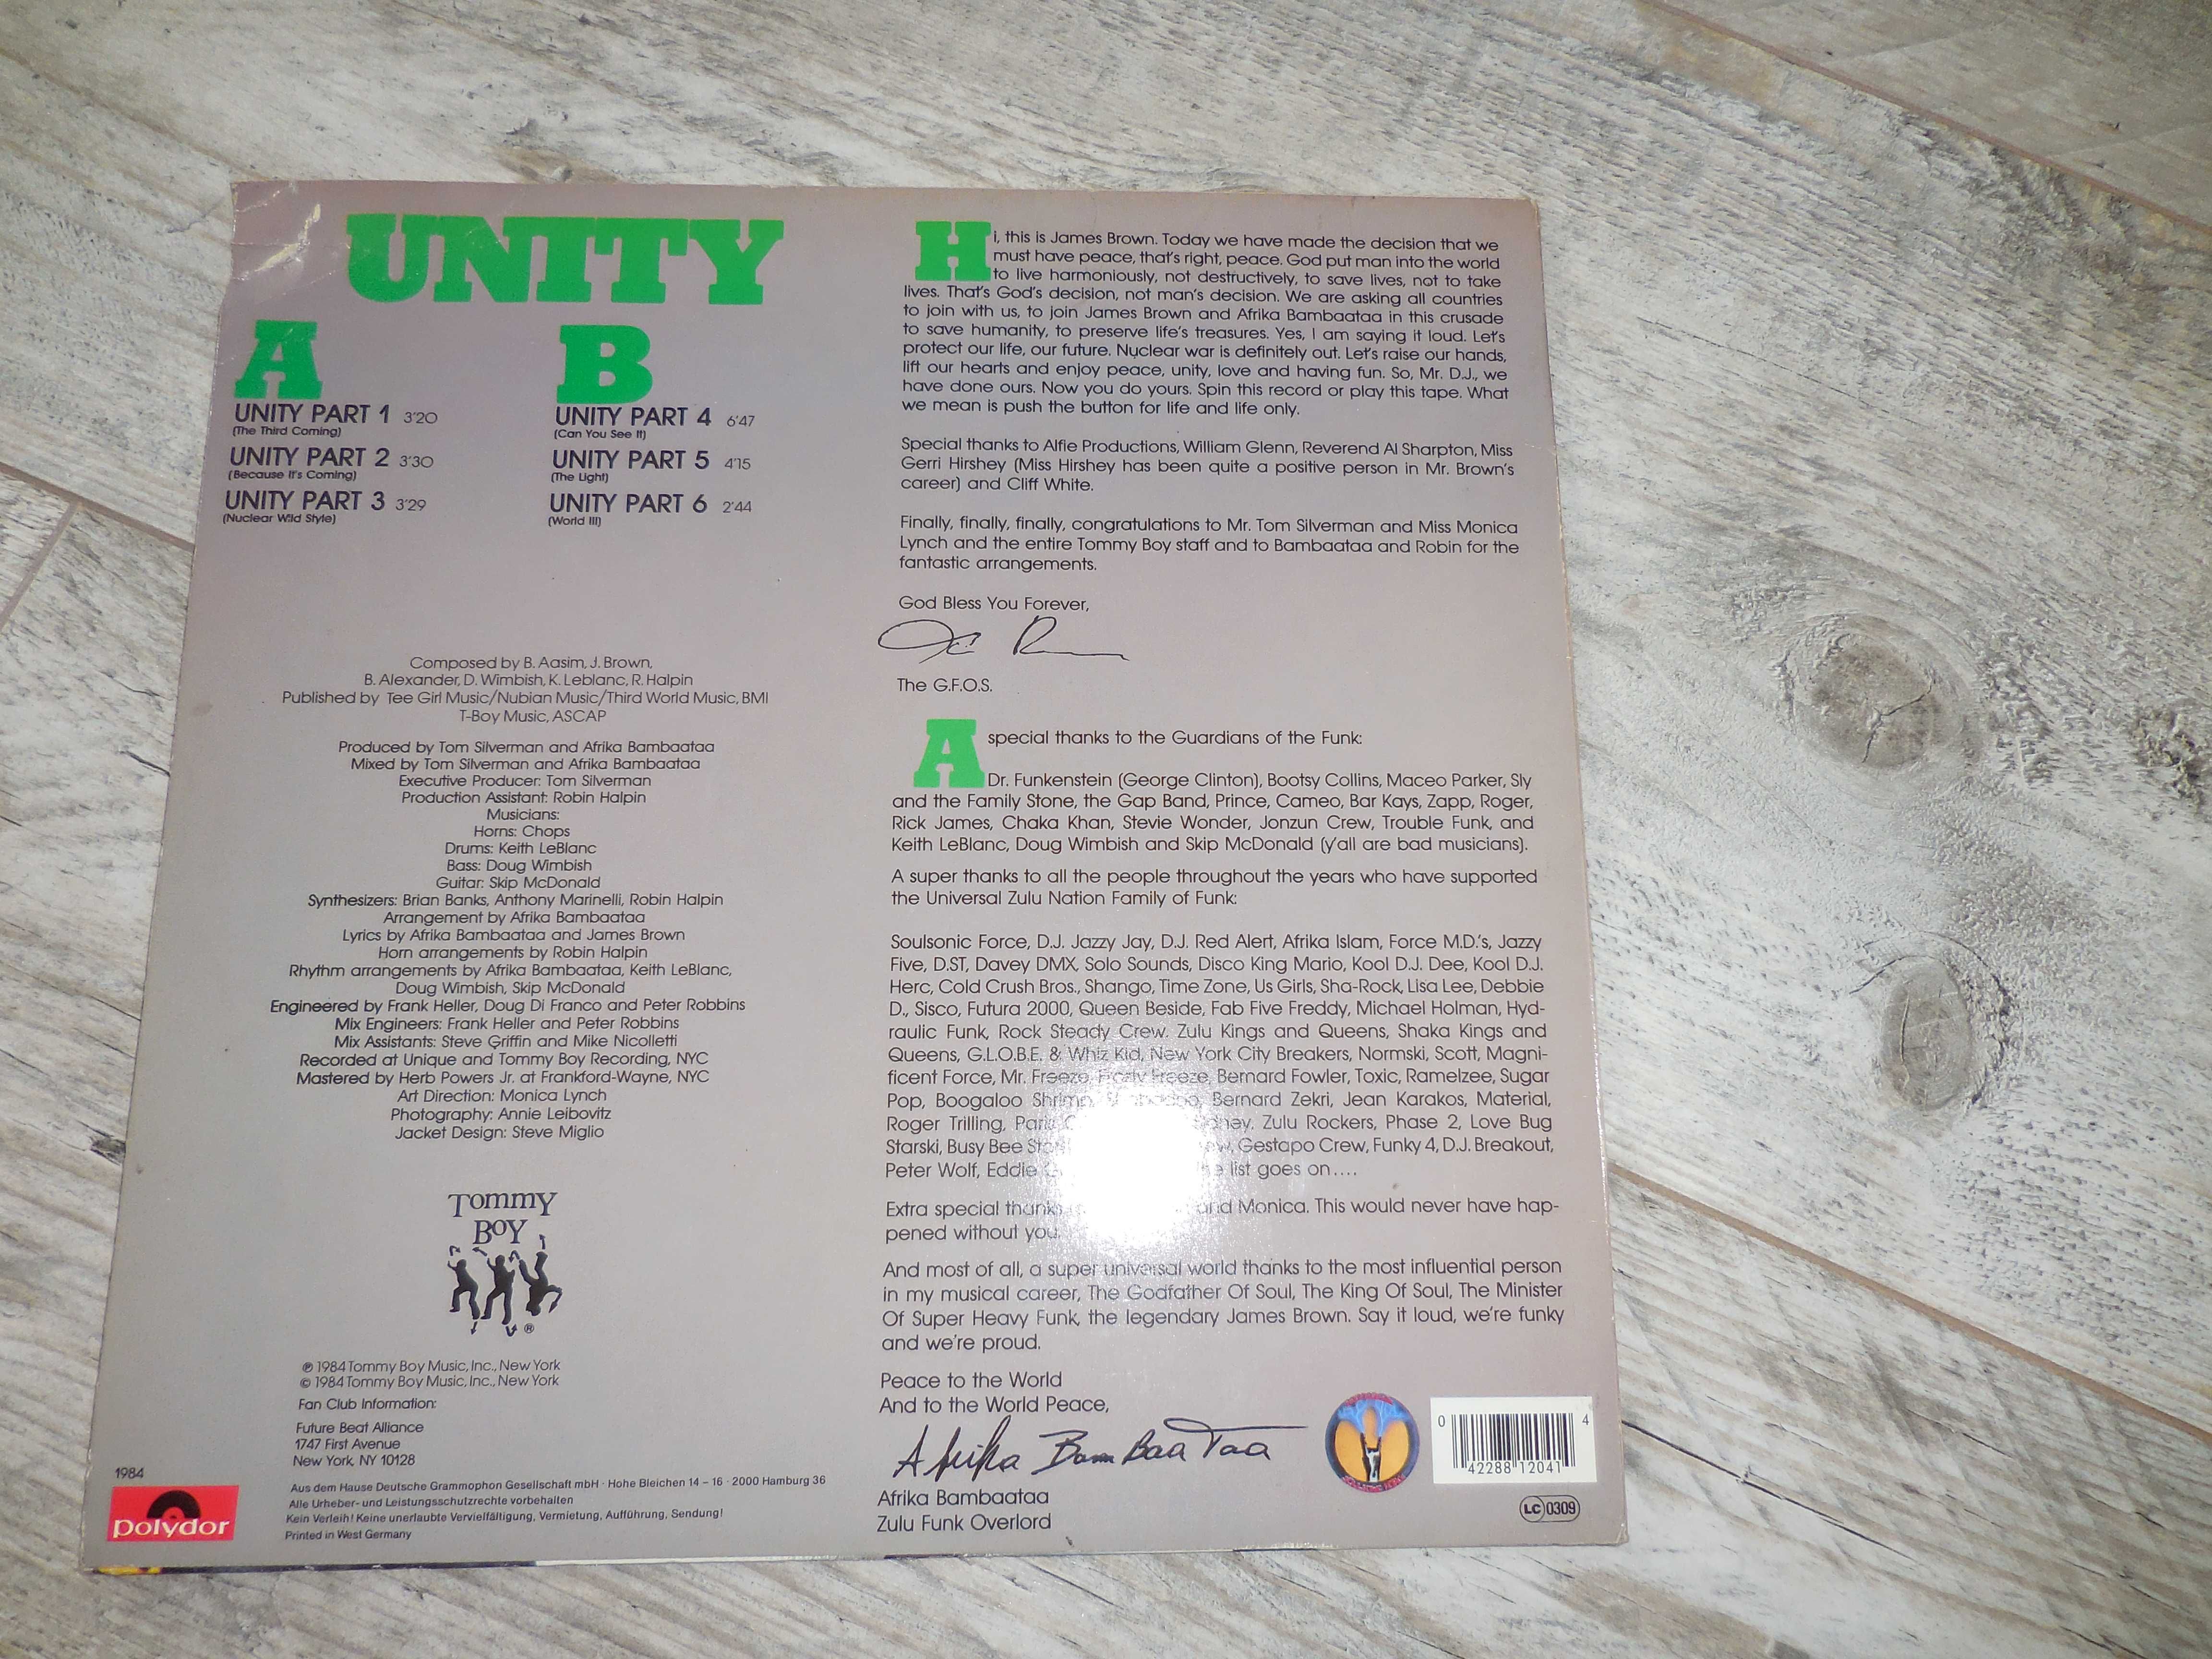 UNITY
A
UNITY PART 1 3'20
(The Third Coming)
UNITY PART 2 3'30
(Because It's Coming)
UNITY PART 3 3'29
(Nuclear Wild Style)
B
UNITY PART 4 6'47
(Can You See It)
UNITY PART 5 4'15
(The Light)
UNITY PART 6 2'44
(World III)
Composed by B. Aasim, J. Brown,
B. Alexander, D. Wimbish, K. Leblanc, R. Halpin
Published by Tee Girl Music/Nubian Music/Third World Music, BMI
T-Boy Music, ASCAP
Produced by Tom Silverman and Afrika Bambaataa
Mixed by Tom Silverman and Afrika Bambaataa
Executive Producer: Tom Silverman
Production Assistant: Robin Halpin
Musicians:
Horns: Chops
Drums: Keith LeBlanc
Bass: Doug Wimbish
Guitar: Skip McDonald
Synthesizers: Brian Banks, Anthony Marinelli, Robin Halpin
Arrangement by Afrika Bambaataa
Lyrics by Afrika Bambaataa and James Brown
Horn arrangements by Robin Halpin
Rhythm arrangements by Afrika Bambaataa, Keith LeBlanc,
Doug Wimbish, Skip McDonald
Engineered by Frank Heller, Doug Di Franco and Peter Robbins
Mix Engineers: Frank Heller and Peter Robbins
Mix Assistants: Steve Griffin and Mike Nicolletti
Recorded at Unique and Tommy Boy Recording, NYC
Mastered by Herb Powers Jr. at Frankford-Wayne, NYC
Art Direction: Monica Lynch
Photography: Annie Leibovitz
Jacket Design: Steve Miglio
Tommy
Boy
®
℗ 1984 Tommy Boy Music, Inc., New York
© 1984 Tommy Boy Music, Inc., New York
Fan Club Information:
Future Beat Alliance
1747 First Avenue
New York, NY 10128
1984
polydor
Aus dem Hause Deutsche Grammophon Gesellschaft mbH · Hohe Bleichen 14 – 16 · 2000 Hamburg 36
Alle Urheber- und Leistungsschutzrechte vorbehalten
Kein Verleih! Keine unerlaubte Vervielfältigung, Vermietung, Aufführung, Sendung!
Printed in West Germany
Hi, this is James Brown. Today we have made the decision that we
must have peace, that's right, peace. God put man into the world
to live harmoniously, not destructively, to save lives, not to take
lives. That's God's decision, not man's decision. We are asking all countries
to join with us, to join James Brown and Afrika Bambaataa in this crusade
to save humanity, to preserve life's treasures. Yes, I am saying it loud. Let's
protect our life, our future. Nuclear war is definitely out. Let's raise our hands,
lift our hearts and enjoy peace, unity, love and having fun. So, Mr. D.J., we
have done ours. Now you do yours. Spin this record or play this tape. What
we mean is push the button for life and life only.
Special thanks to Alfie Productions, William Glenn, Reverend Al Sharpton, Miss
Gerri Hirshey (Miss Hirshey has been quite a positive person in Mr. Brown's
career) and Cliff White.
Finally, finally, finally, congratulations to Mr. Tom Silverman and Miss Monica
Lynch and the entire Tommy Boy staff and to Bambaataa and Robin for the
fantastic arrangements.
God Bless You Forever,
The G.F.O.S.
A special thanks to the Guardians of the Funk:
Dr. Funkenstein (George Clinton), Bootsy Collins, Maceo Parker, Sly
and the Family Stone, the Gap Band, Prince, Cameo, Bar Kays, Zapp, Roger,
Rick James, Chaka Khan, Stevie Wonder, Jonzun Crew, Trouble Funk, and
Keith LeBlanc, Doug Wimbish and Skip McDonald (y'all are bad musicians).
A super thanks to all the people throughout the years who have supported
the Universal Zulu Nation Family of Funk:
Soulsonic Force, D.J. Jazzy Jay, D.J. Red Alert, Afrika Islam, Force M.D.'s, Jazzy
Five, D.ST, Davey DMX, Solo Sounds, Disco King Mario, Kool D.J. Dee, Kool D.J.
Herc, Cold Crush Bros., Shango, Time Zone, Us Girls, Sha-Rock, Lisa Lee, Debbie
D., Sisco, Futura 2000, Queen Beside, Fab Five Freddy, Michael Holman, Hyd-
raulic Funk, Rock Steady Crew. Zulu Kings and Queens, Shaka Kings and
Queens, G.L.O.B.E. & Whiz Kid, New York City Breakers, Normski, Scott, Magni-
ficent Force, Mr. Freeze, Frosty Freeze, Bernard Fowler, Toxic, Ramelzee, Sugar
Pop, Boogaloo Shrimp, Bernard Zekri, Jean Karakos, Material,
Roger Trilling, Zulu Rockers, Phase 2, Love Bug
Starski, Busy Bee Gestapo Crew, Funky 4, D.J. Breakout,
Peter Wolf, Eddie list goes on....
Extra special thanks and Monica. This would never have hap-
pened without you.
And most of all, a super universal world thanks to the most influential person
in my musical career, The Godfather Of Soul, The King Of Soul, The Minister
Of Super Heavy Funk, the legendary James Brown. Say it loud, we're funky
and we're proud.
Peace to the World
And to the World Peace,
Afrika BamBaaTaa
Afrika Bambaataa
Zulu Funk Overlord
0 42288 12041 4
LC 0309